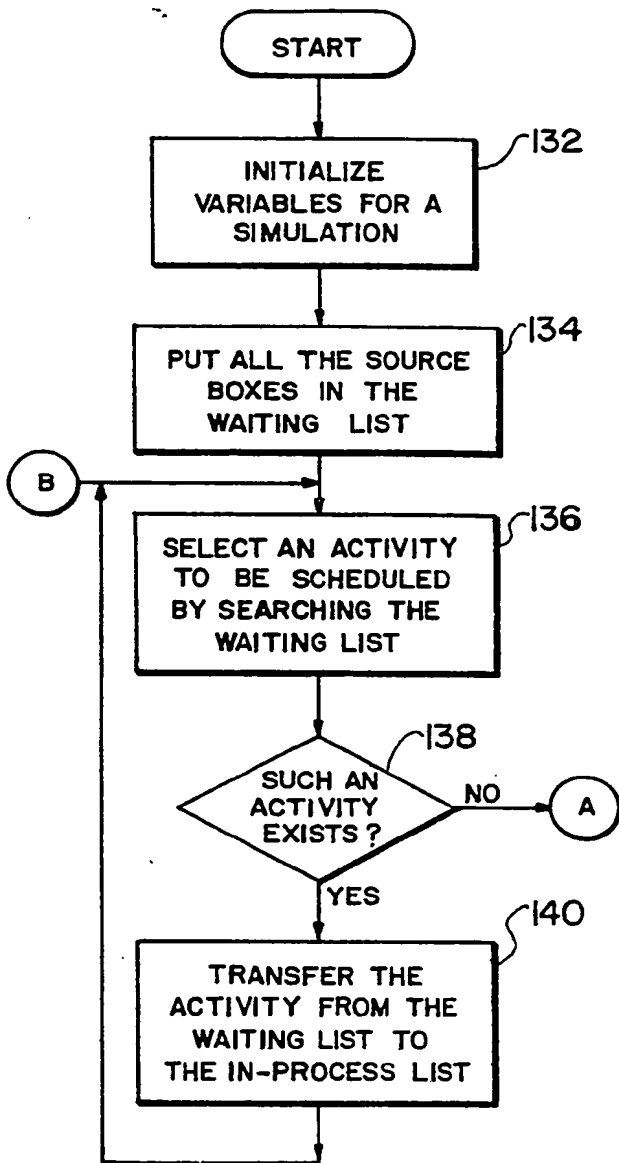 START
132
INITIALIZE
VARIABLES FOR A
SIMULATION
134
PUT ALL THE SOURCE
BOXES IN THE
WAITING LIST
B
136
SELECT AN ACTIVITY
TO BE SCHEDULED
BY SEARCHING THE
WAITING LIST
138
SUCH AN
ACTIVITY
EXISTS?
NO
A
YES
140
TRANSFER THE
ACTIVITY FROM THE
WAITING LIST TO
THE IN-PROCESS LIST